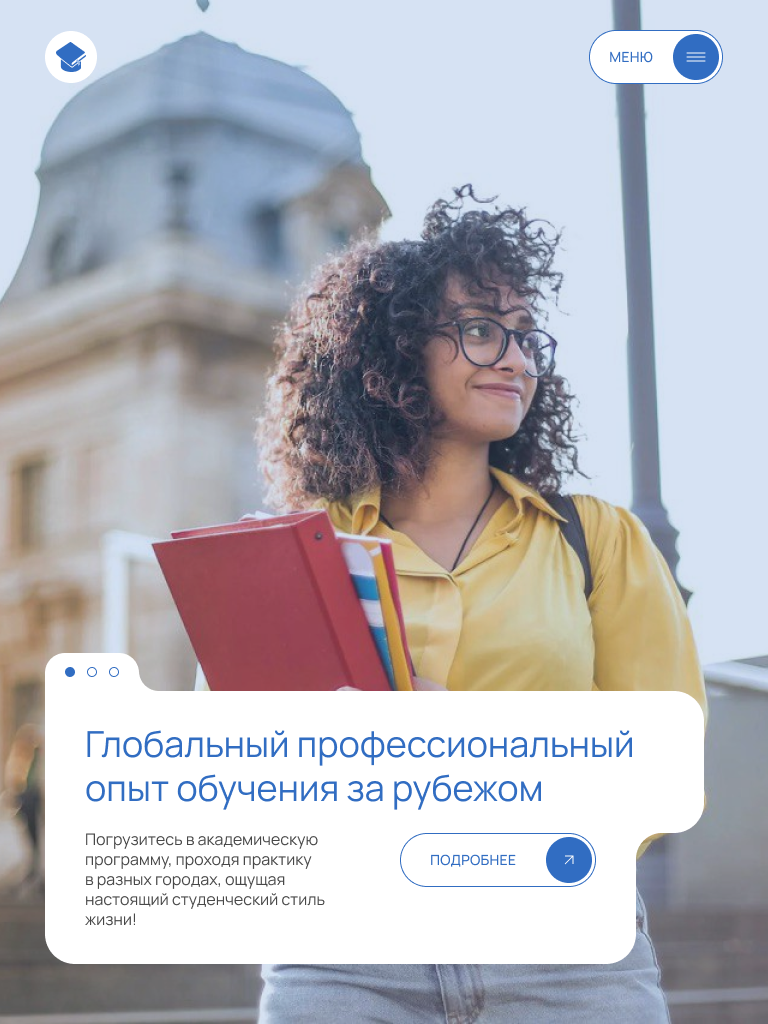 МЕНЮ
Глобальный профессиональный
опыт обучения за рубежом
Погрузитесь в академическую
программу, проходя практику
в разных городах, ощущая
настоящий студенческий стиль
жизни!
ПОДРОБНЕЕ